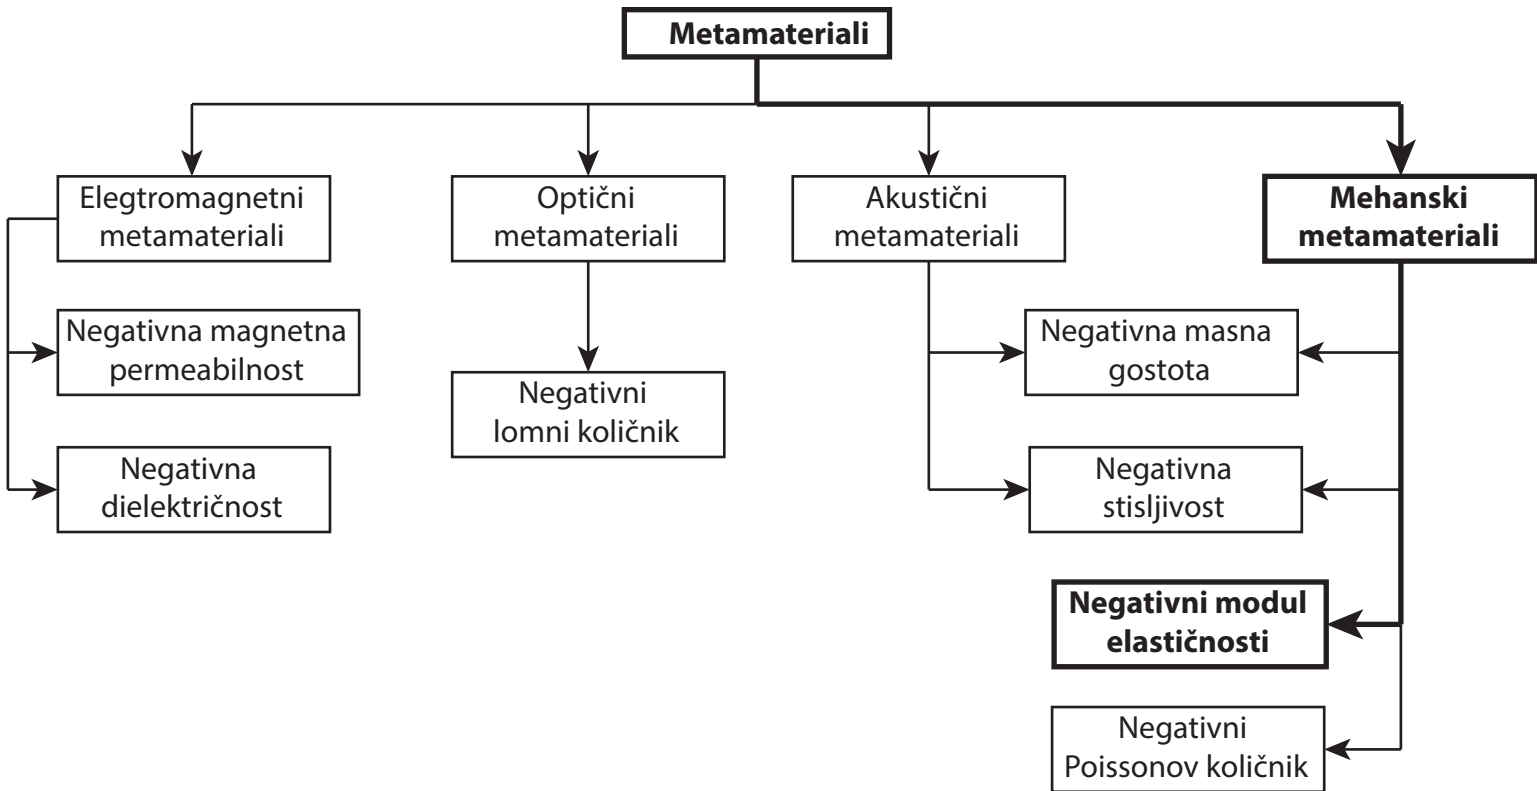 Metamateriali
Elegtromagnetni
metamateriali
Optični
metamateriali
Akustični
metamateriali
Mehanski
metamateriali
Negativna magnetna
permeabilnost
Negativni
lomni količnik
Negativna masna
gostota
Negativna
dielektričnost
Negativna
stisljivost
Negativni modul
elastičnosti
Negativni
Poissonov količnik